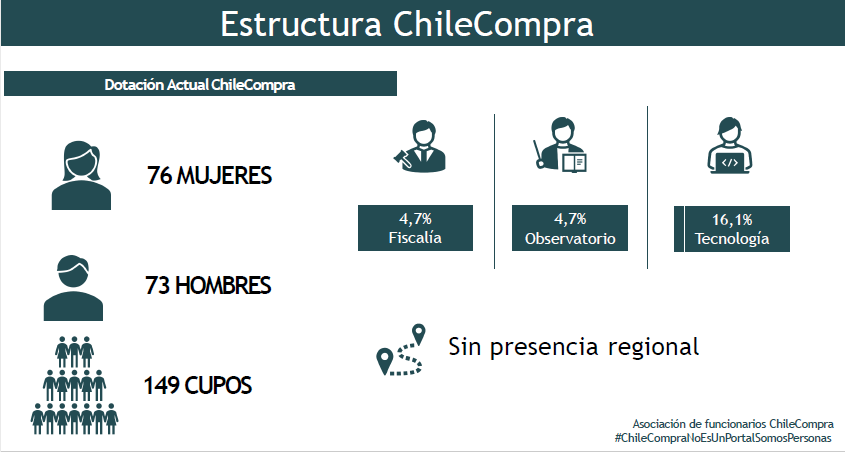 Estructura ChileCompra
Dotación Actual ChileCompra
76 MUJERES
73 HOMBRES
149 CUPOS
4,7%
Fiscalía
4,7%
Observatorio
</>
16,1%
Tecnología
Sin presencia regional
Asociación de funcionarios ChileCompra
#ChileCompraNoEsUnPortalSomosPersonas